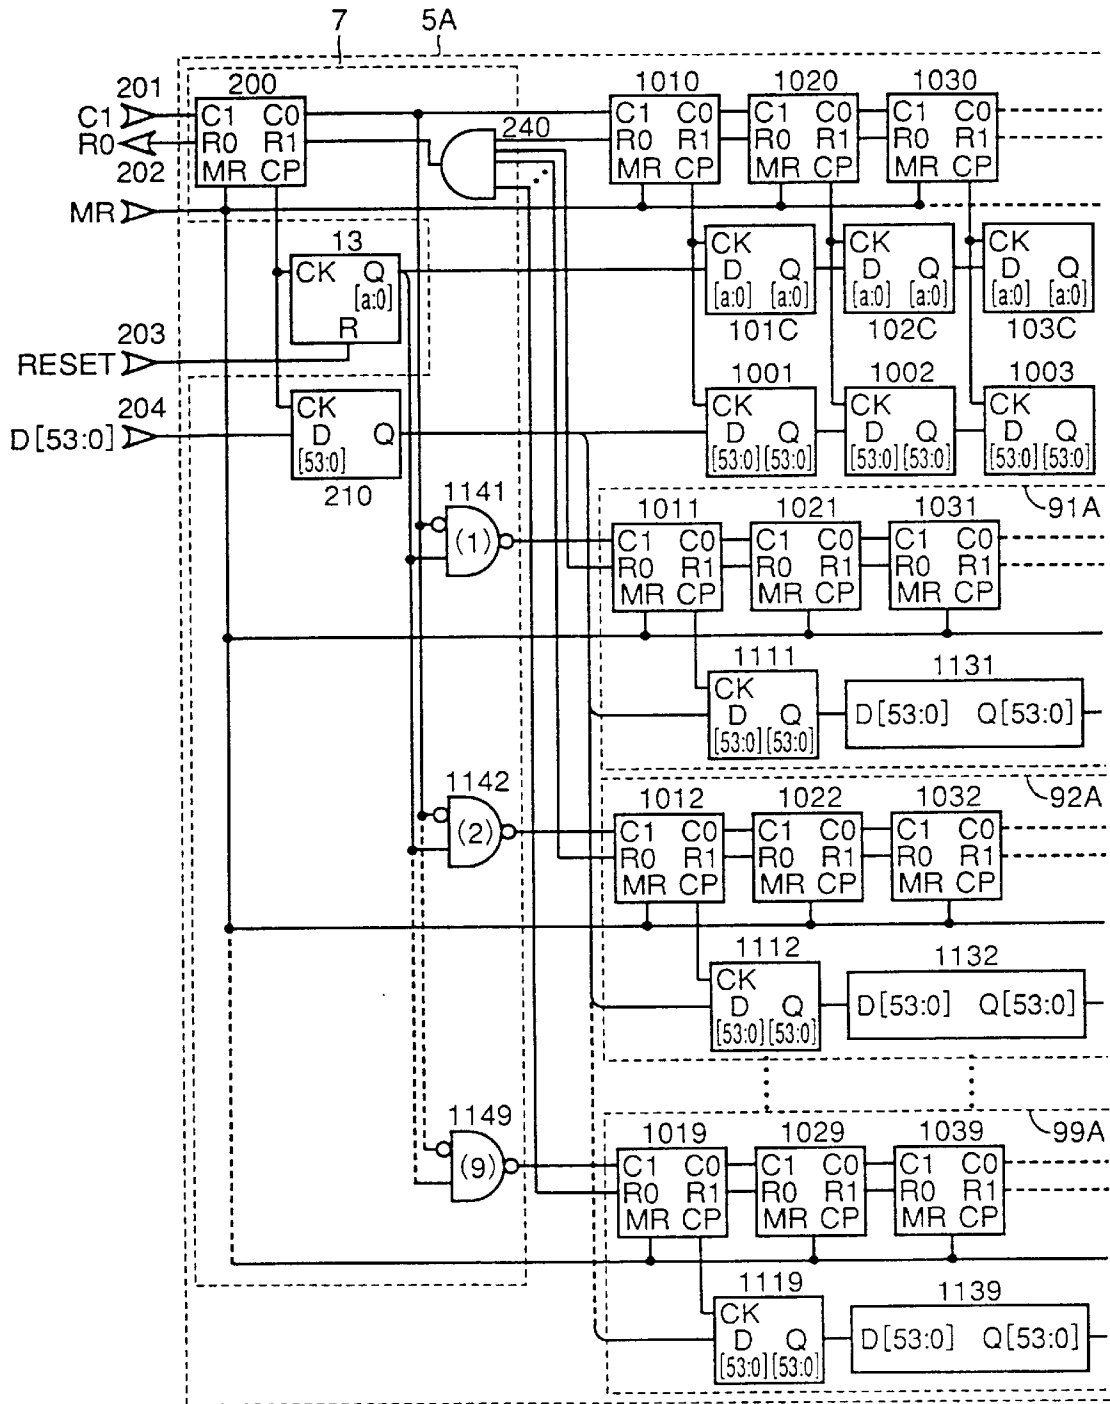 7 5A
201 200 1010 1020 1030
C1 C1 C0 240 C1 C0 C1 C0 C1 C0
R0 R0 R1 R0 R1 R0 R1 R0 R1
202 MR CP MR CP MR CP MR CP
MR
13 CK CK CK
CK Q D Q D Q D Q
[a:0] [a:0] [a:0] [a:0] [a:0] [a:0] [a:0]
R 101C 102C 103C
203
RESET 1001 1002 1003
204 CK CK CK CK
D[53:0] D Q D Q D Q D Q
[53:0] [53:0] [53:0] [53:0] [53:0] [53:0] [53:0]
210
1141 91A
1011 1021 1031
(1) C1 C0 C1 C0 C1 C0
R0 R1 R0 R1 R0 R1
MR CP MR CP MR CP
1111 1131
CK
D Q D[53:0] Q[53:0]
[53:0] [53:0]
1142 92A
1012 1022 1032
(2) C1 C0 C1 C0 C1 C0
R0 R1 R0 R1 R0 R1
MR CP MR CP MR CP
1112 1132
CK
D Q D[53:0] Q[53:0]
[53:0] [53:0]
1149 99A
1019 1029 1039
(9) C1 C0 C1 C0 C1 C0
R0 R1 R0 R1 R0 R1
MR CP MR CP MR CP
1119 1139
CK
D Q D[53:0] Q[53:0]
[53:0] [53:0]